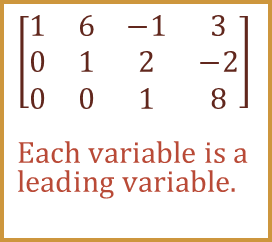 1 6 −1 3
0 1 2 −2
0 0 1 8
Each variable is a
leading variable.